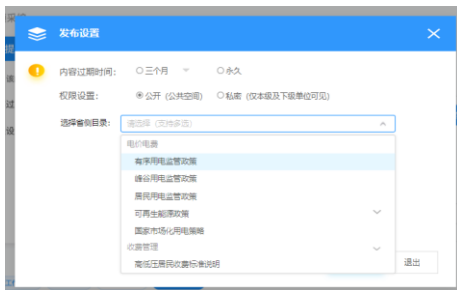 发布设置
内容过期时间： 三个月 永久
权限设置： 公开（公共空间） 私密（仅本级及下级单位可见）
选择省侧目录： 请选择（支持多选）
电价电器
有序用电监管政策
峰谷用电监管政策
居民用电监管政策
可再生能源政策
国家市场化用电策略
收费管理
高低压居民收费标准说明
退出